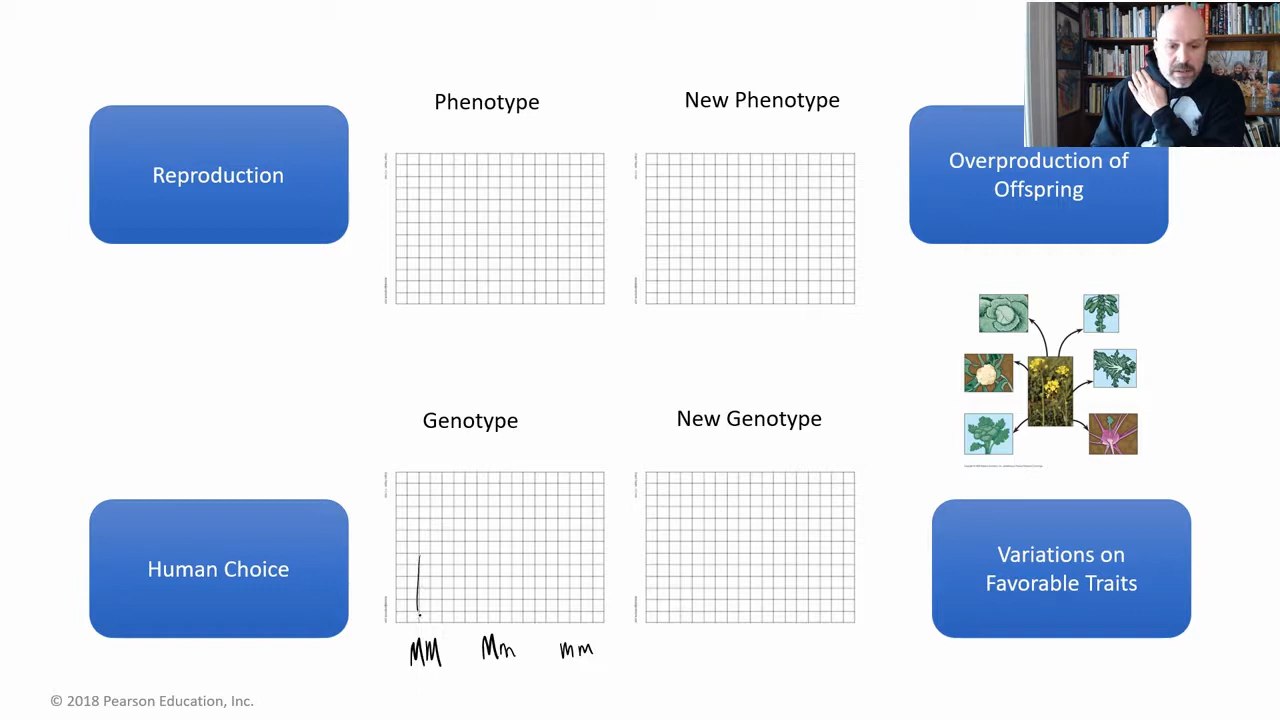 Phenotype
New Phenotype
Reproduction
Overproduction of
Offspring
Genotype
New Genotype
Human Choice
Variations on
Favorable Traits
MM
Mm
mm
© 2018 Pearson Education, Inc.